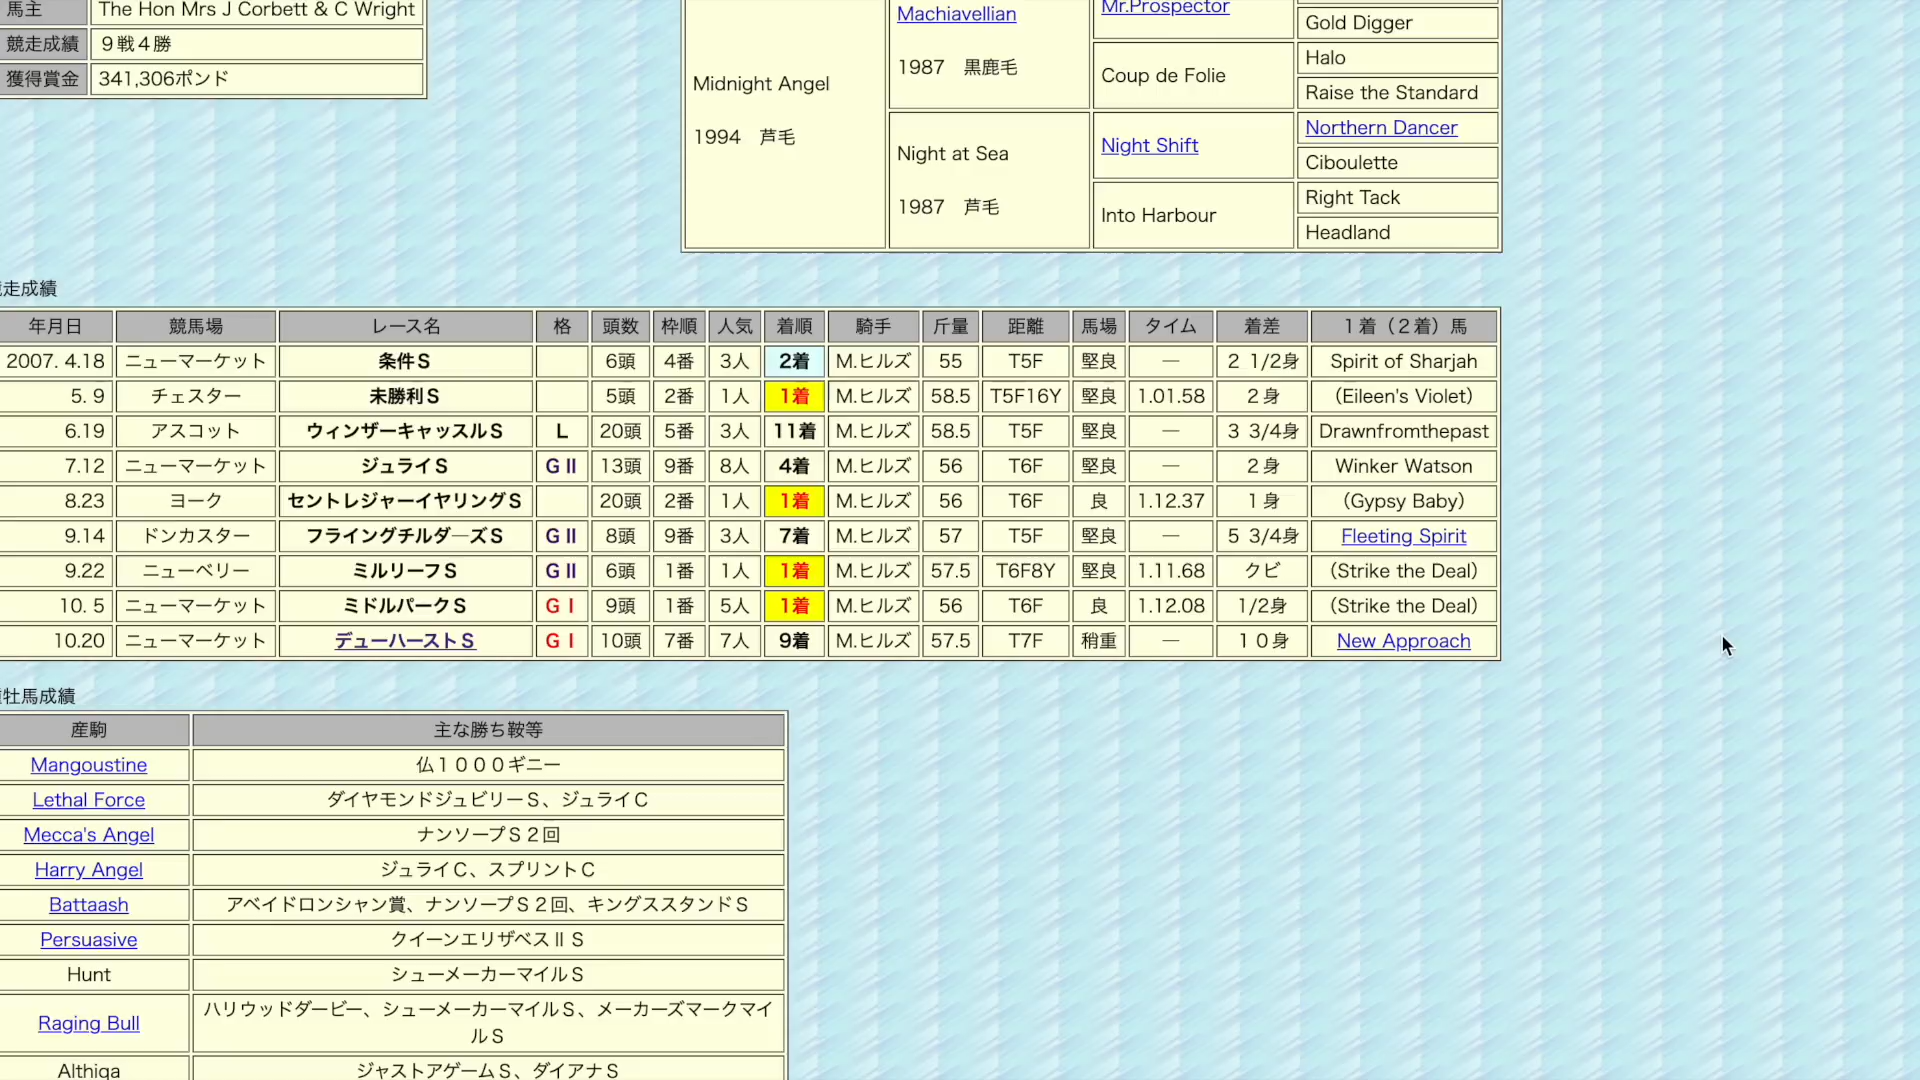 馬主 The Hon Mrs J Corbett & C Wright
競走成績 ９戦４勝
獲得賞金 341,306ポンド
Midnight Angel
1994 芦毛
Machiavellian
1987 黒鹿毛
Night at Sea
1987 芦毛
Mr.Prospector
Coup de Folie
Night Shift
Into Harbour
Gold Digger
Halo
Raise the Standard
Northern Dancer
Ciboulette
Right Tack
Headland
走成績
年月日 競馬場 レース名 格 頭数 枠順 人気 着順 騎手 斤量 距離 馬場 タイム 着差 １着（２着）馬
2007. 4.18 ニューマーケット 条件Ｓ 6頭 4番 3人 2着 M.ヒルズ 55 T5F 堅良 ― ２ 1/2身 Spirit of Sharjah
5. 9 チェスター 未勝利Ｓ 5頭 2番 1人 1着 M.ヒルズ 58.5 T5F16Y 堅良 1.01.58 ２身 （Eileen's Violet）
6.19 アスコット ウィンザーキャッスルＳ L 20頭 5番 3人 11着 M.ヒルズ 58.5 T5F 堅良 ― ３ 3/4身 Drawnfromthepast
7.12 ニューマーケット ジュライＳ ＧⅡ 13頭 9番 8人 4着 M.ヒルズ 56 T6F 堅良 ― ２身 Winker Watson
8.23 ヨーク セントレジャーイヤリングＳ 20頭 2番 1人 1着 M.ヒルズ 56 T6F 良 1.12.37 １身 （Gypsy Baby）
9.14 ドンカスター フライングチルダ―ズＳ ＧⅡ 8頭 9番 3人 7着 M.ヒルズ 57 T5F 堅良 ― ５ 3/4身 Fleeting Spirit
9.22 ニューベリー ミルリーフＳ ＧⅡ 6頭 1番 1人 1着 M.ヒルズ 57.5 T6F8Y 堅良 1.11.68 クビ （Strike the Deal）
10. 5 ニューマーケット ミドルパークＳ ＧⅠ 9頭 1番 5人 1着 M.ヒルズ 56 T6F 良 1.12.08 1/2身 （Strike the Deal）
10.20 ニューマーケット デューハーストＳ ＧⅠ 10頭 7番 7人 9着 M.ヒルズ 57.5 T7F 稍重 ― １０身 New Approach
牡馬成績
産駒 主な勝ち鞍等
Mangoustine 仏１０００ギニー
Lethal Force ダイヤモンドジュビリーＳ、ジュライＣ
Mecca's Angel ナンソープＳ２回
Harry Angel ジュライＣ、スプリントＣ
Battaash アベイドロンシャン賞、ナンソープＳ２回、キングススタンドＳ
Persuasive クイーンエリザベスⅡＳ
Hunt シューメーカーマイルＳ
Raging Bull ハリウッドダービー、シューメーカーマイルＳ、メーカーズマークマイ
ルＳ
Althiqa ジャストアゲームＳ、ダイアナＳ